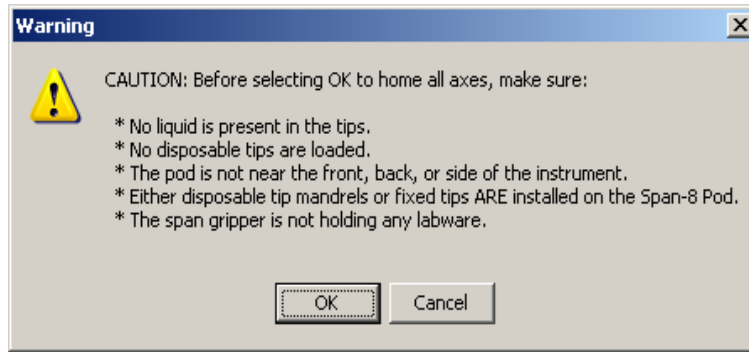 Warning
CAUTION: Before selecting OK to home all axes, make sure:
* No liquid is present in the tips.
* No disposable tips are loaded.
* The pod is not near the front, back, or side of the instrument.
* Either disposable tip mandrels or fixed tips ARE installed on the Span-8 Pod.
* The span gripper is not holding any labware.
OK
Cancel